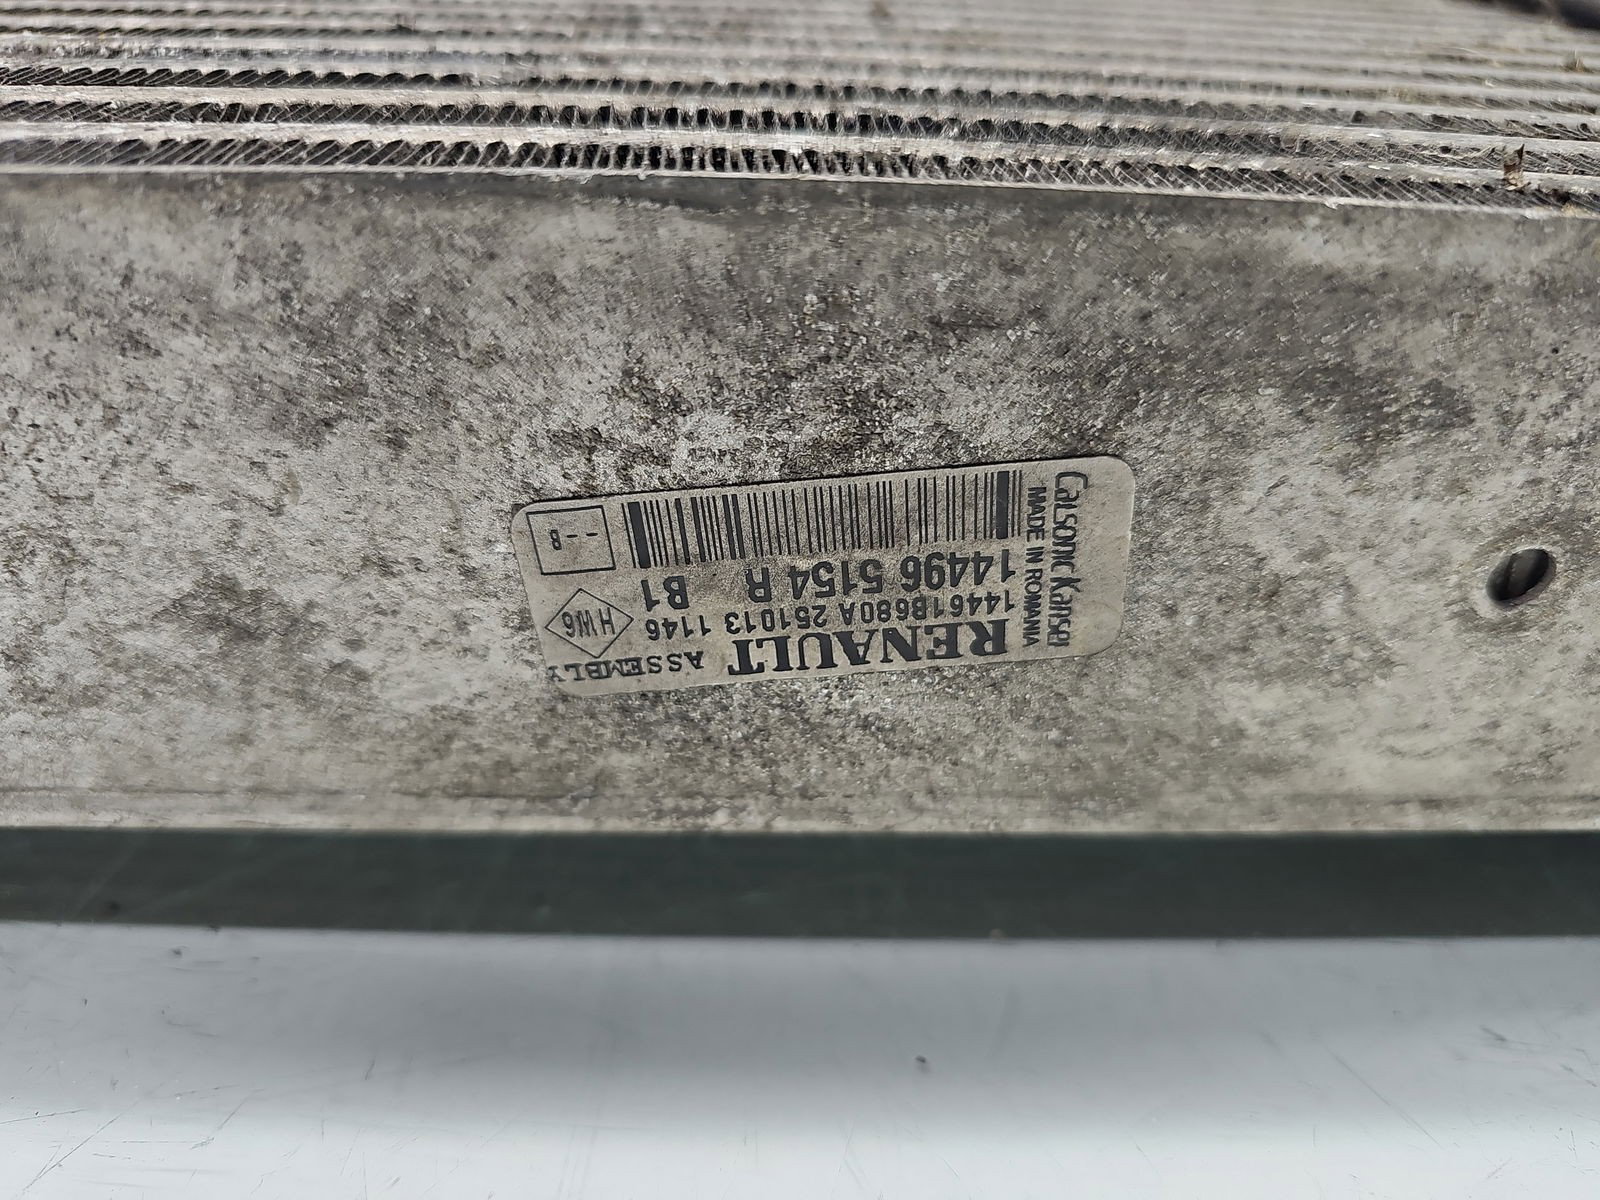 RENAULT ASSEMBLY
14461B680A 251013 1146
14496 5154 R B1
HW6
--B
Calsonic Kansei
MADE IN ROMANIA